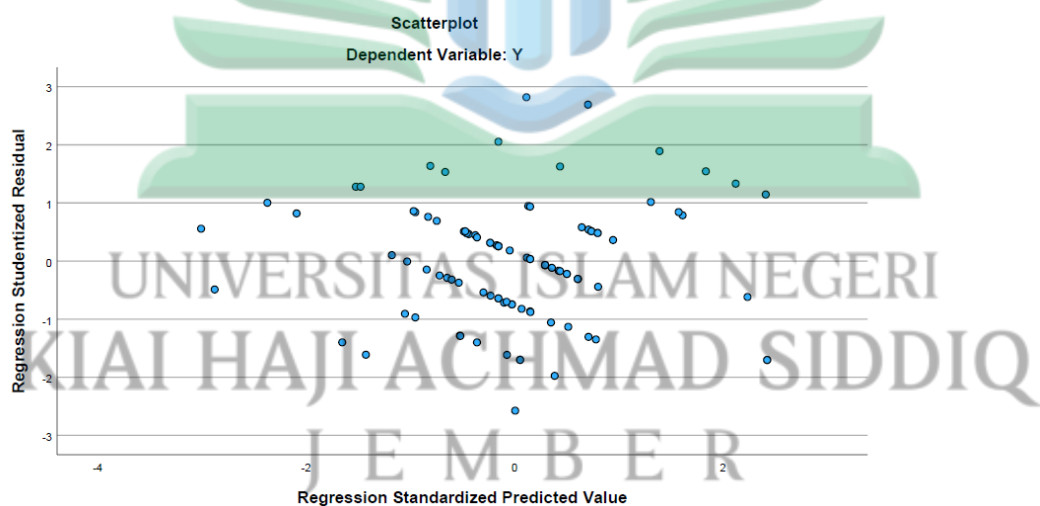 Scatterplot
Dependent Variable: Y
3
2
1
0
-1
-2
-3
Regression Studentized Residual
-4
-2
0
2
Regression Standardized Predicted Value
UNIVERSITAS ISLAM NEGERI
KIAI HAJI ACHMAD SIDDIQ
JEMBER